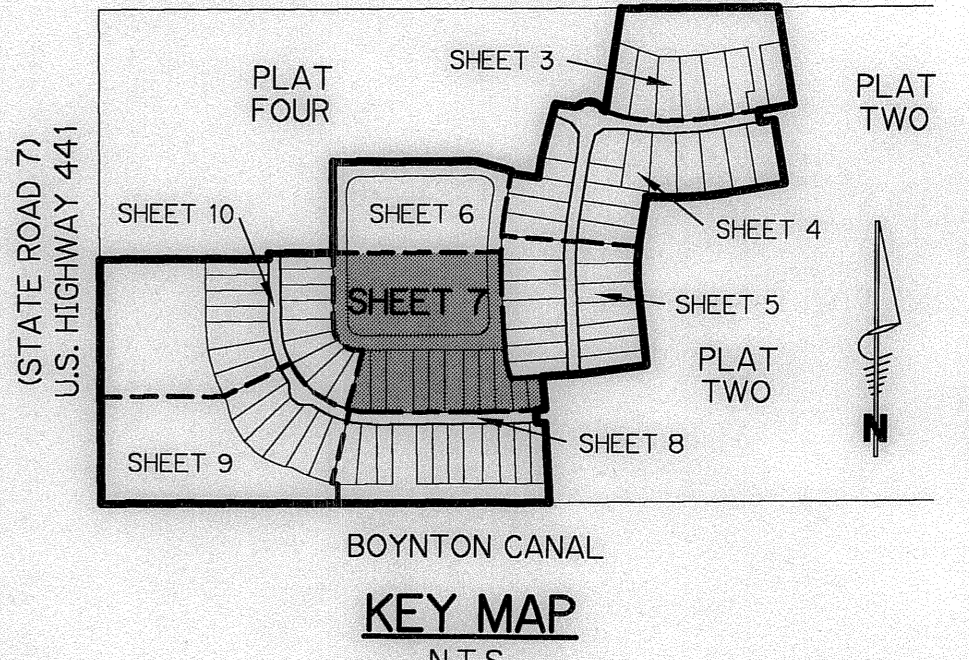 SHEET 3
PLAT
FOUR
PLAT
TWO
(STATE ROAD 7)
U.S. HIGHWAY 441
SHEET 10
SHEET 6
SHEET 4
SHEET 7
SHEET 5
PLAT
TWO
N
SHEET 8
SHEET 9
BOYNTON CANAL
KEY MAP
N.T.S.